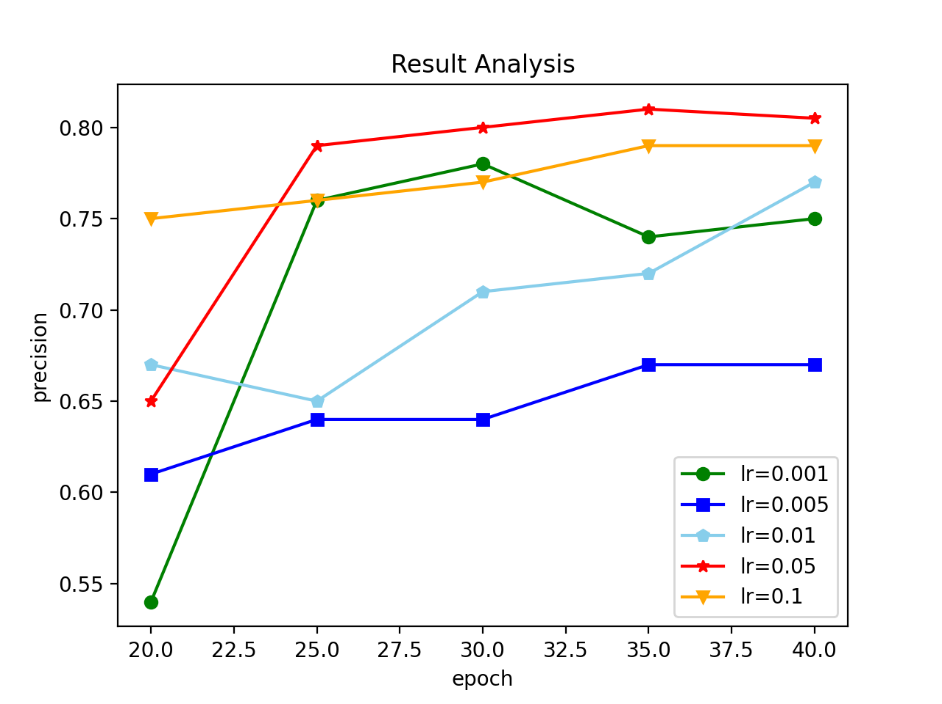 Result Analysis
0.80
0.75
0.70
0.65
0.60
0.55
precision
lr=0.001
lr=0.005
lr=0.01
lr=0.05
lr=0.1
20.0 22.5 25.0 27.5 30.0 32.5 35.0 37.5 40.0
epoch